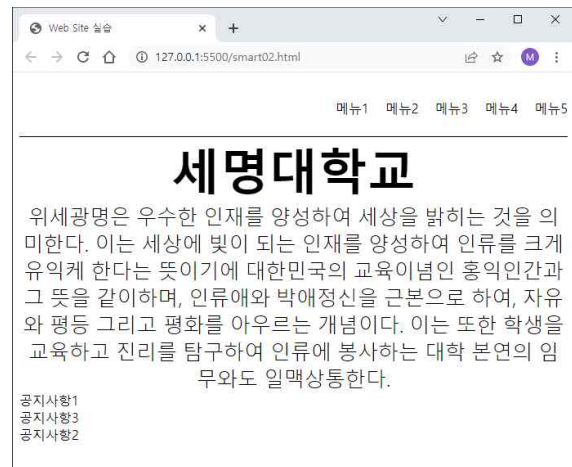 Web Site 실습
127.0.0.1:5500/smart02.html
M
메뉴1 메뉴2 메뉴3 메뉴4 메뉴5
세명대학교
위세광명은 우수한 인재를 양성하여 세상을 밝히는 것을 의
미한다. 이는 세상에 빛이 되는 인재를 양성하여 인류를 크게
유익케 한다는 뜻이기에 대한민국의 교육이념인 홍익인간과
그 뜻을 같이하며, 인류애와 박애정신을 근본으로 하여, 자유
와 평등 그리고 평화를 아우르는 개념이다. 이는 또한 학생을
교육하고 진리를 탐구하여 인류에 봉사하는 대학 본연의 임
무와도 일맥상통한다.
공지사항1
공지사항3
공지사항2